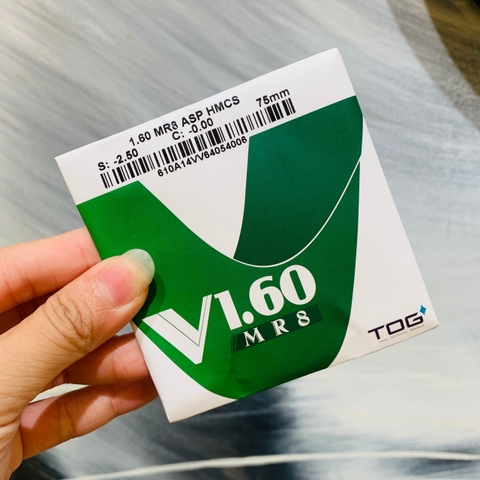 1.60 MR8 ASP HMCS 75mm
S: -2.50 C: -0.00
610A14VV64054006
V1.60
MR8
TOG